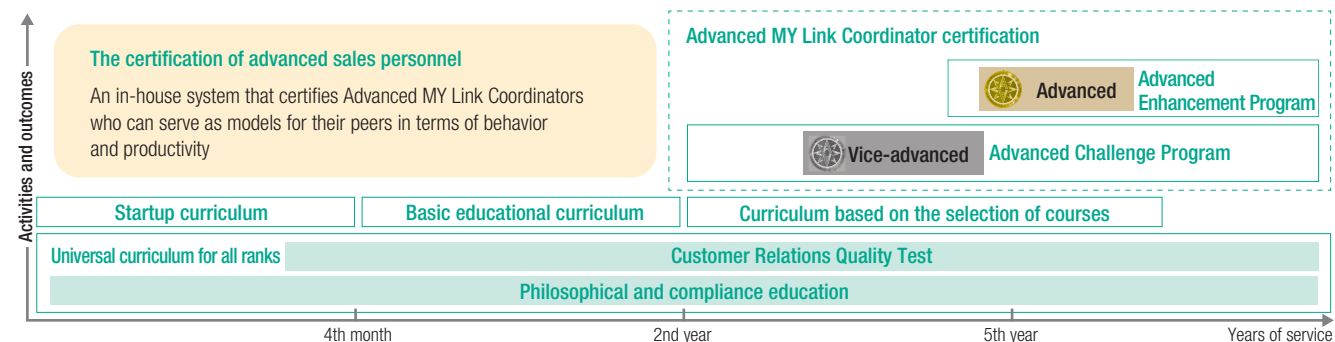 Activities and outcomes
The certification of advanced sales personnel
An in-house system that certifies Advanced MY Link Coordinators
who can serve as models for their peers in terms of behavior
and productivity
Advanced MY Link Coordinator certification
Advanced
Advanced
Enhancement Program
Vice-advanced
Advanced Challenge Program
Startup curriculum
Basic educational curriculum
Curriculum based on the selection of courses
Universal curriculum for all ranks
Customer Relations Quality Test
Philosophical and compliance education
4th month
2nd year
5th year
Years of service